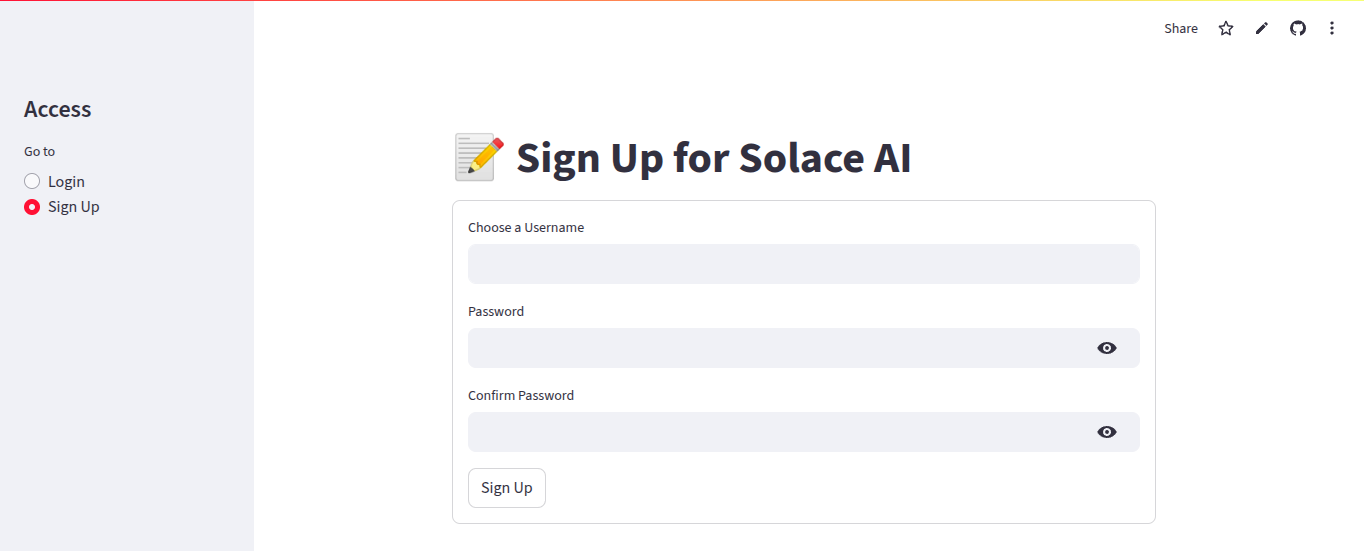 Share
Access
Go to
Login
Sign Up
Sign Up for Solace AI
Choose a Username
Password
Confirm Password
Sign Up